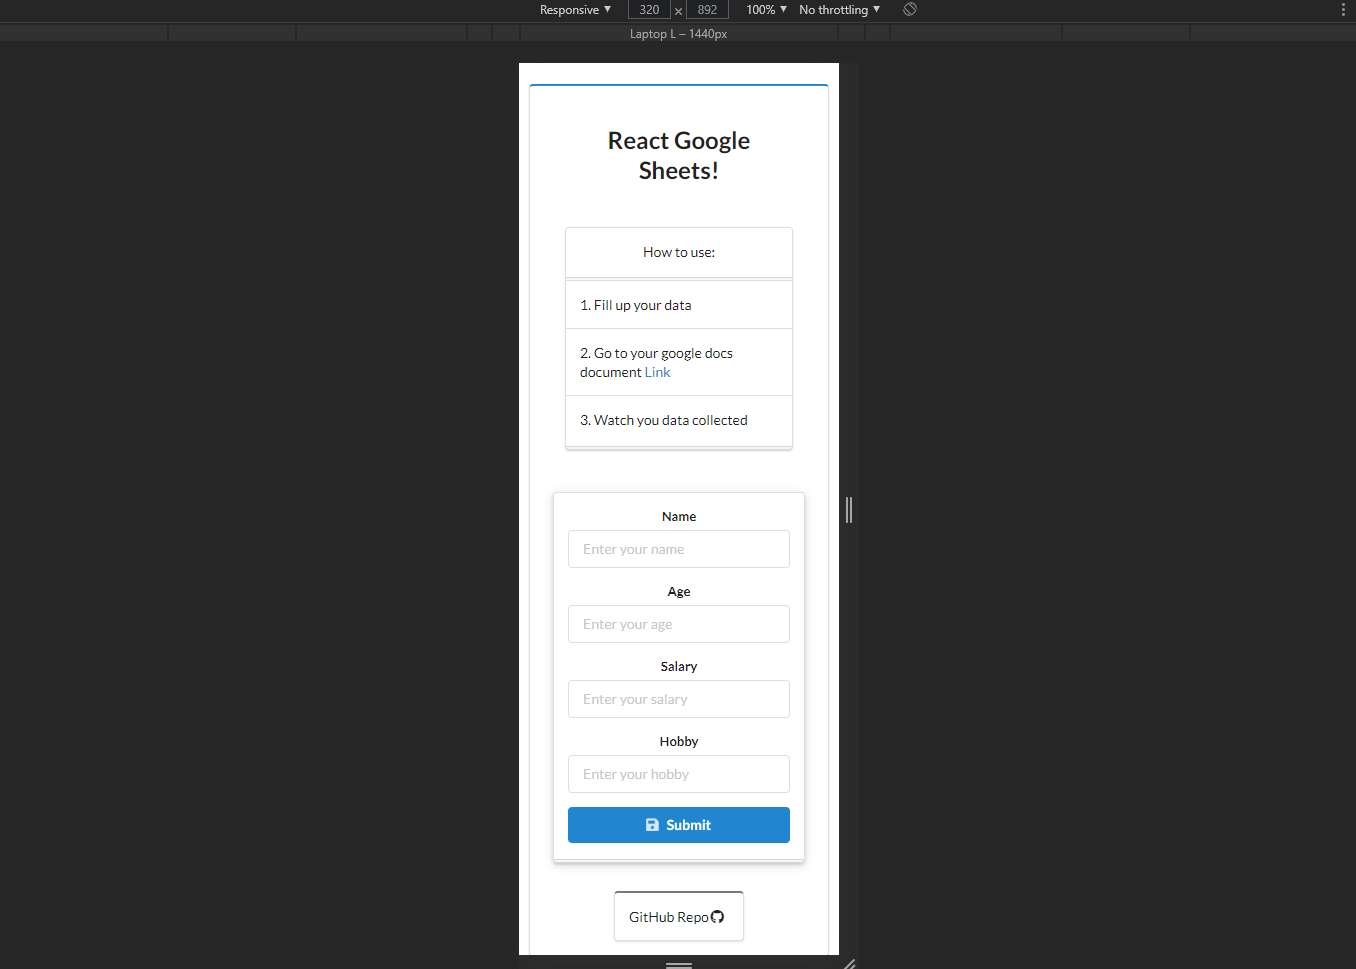 Responsive ▼ 320 × 892 100% ▼ No throttling ▼
Laptop L – 1440px
React Google
Sheets!
How to use:
1. Fill up your data
2. Go to your google docs
document Link
3. Watch you data collected
Name
Enter your name
Age
Enter your age
Salary
Enter your salary
Hobby
Enter your hobby
Submit
GitHub Repo